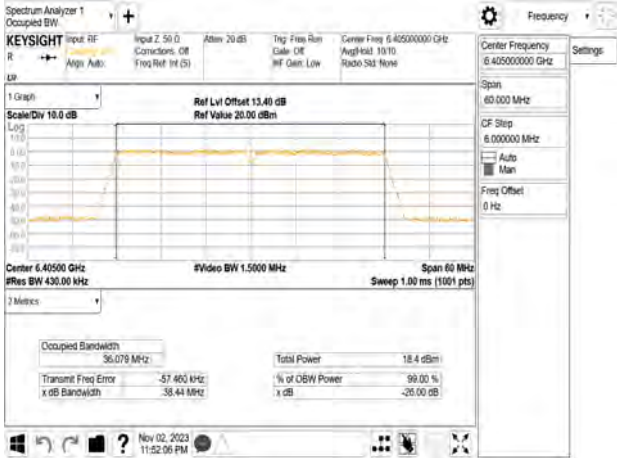 Spectrum Analyzer 1
Occupied BW
Frequency
KEYSIGHT
Input: RF
Input Z: 50 Ω
Atten: 20 dB
Trig: Free Run
Center Freq: 6.405000000 GHz
Corrections: Off
Gate: Off
Avg|Hold: 10/10
Align: Auto
Freq Ref: Int (S)
#IF Gain: Low
Radio Std: None
Center Frequency
6.405000000 GHz
Settings
Span
60.000 MHz
CF Step
6.000000 MHz
Auto
Man
Freq Offset
0 Hz
1 Graph
Ref Lvl Offset 13.40 dB
Scale/Div 10.0 dB
Ref Value 20.00 dBm
Log
Center 6.40500 GHz
#Video BW 1.5000 MHz
Span 60 MHz
#Res BW 430.00 kHz
Sweep 1.00 ms (1001 pts)
2 Metrics
Occupied Bandwidth
36.079 MHz
Total Power
18.4 dBm
Transmit Freq Error
-57.460 kHz
% of OBW Power
99.00 %
x dB Bandwidth
38.44 MHz
x dB
-26.00 dB
Nov 02, 2023
11:52:06 PM